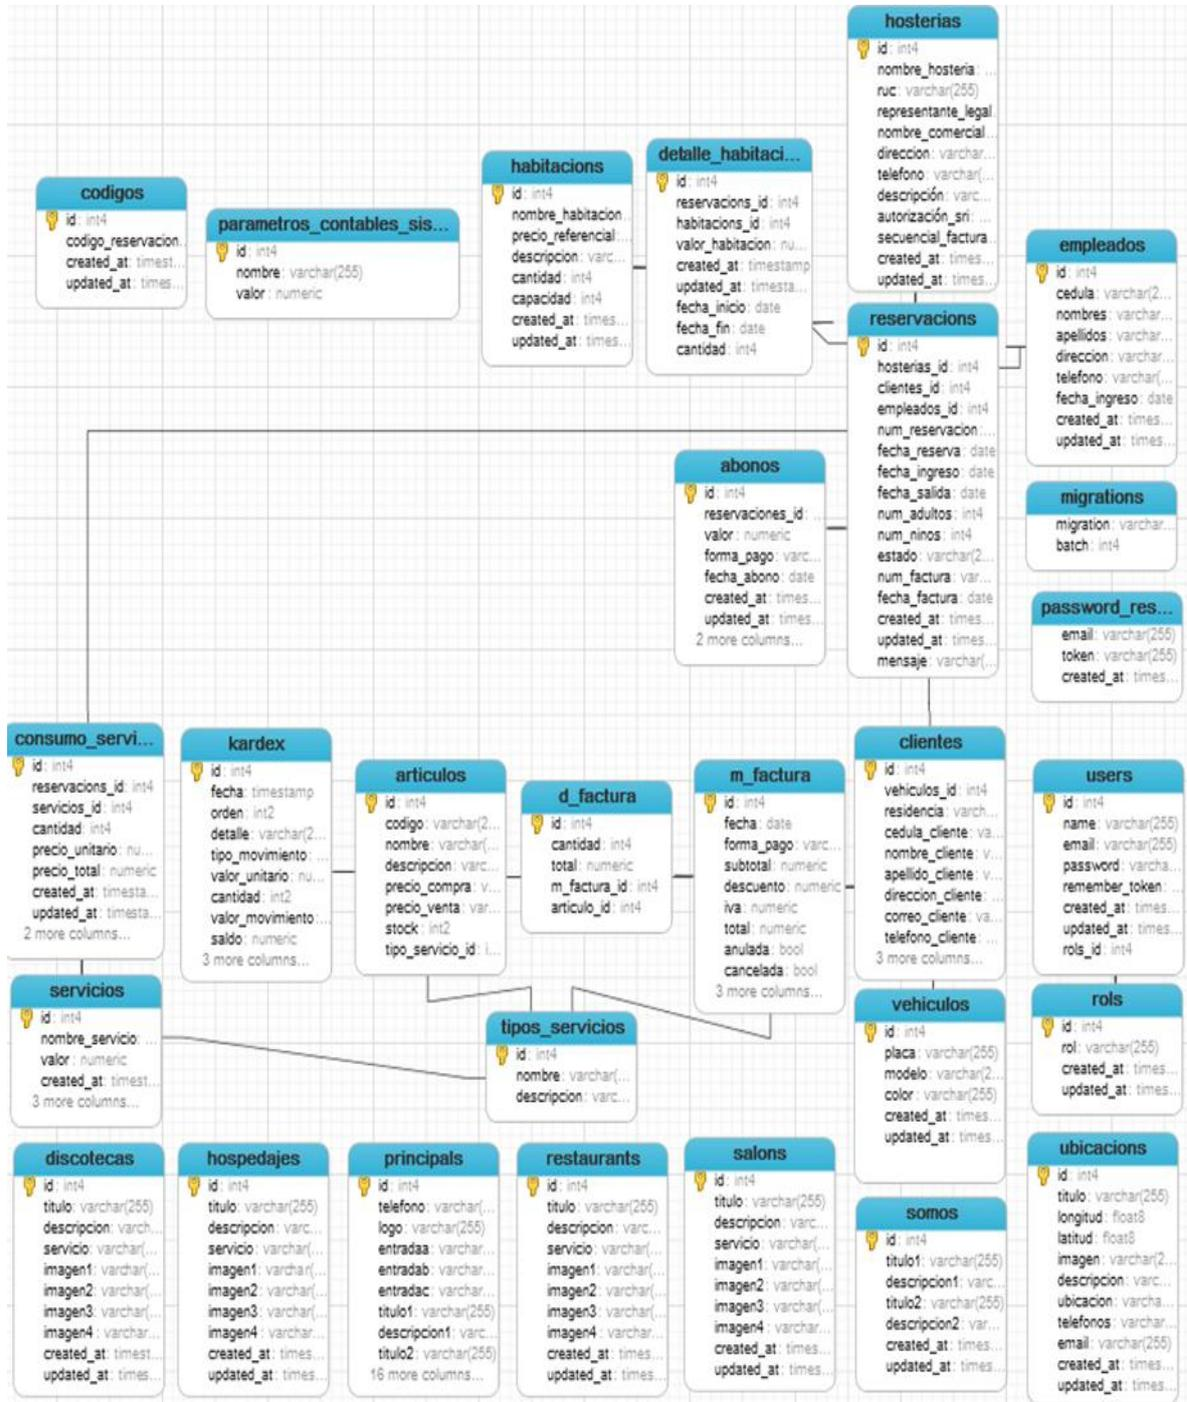 hosterias
id: int4
nombre_hosteria: ...
ruc: varchar(255)
representante_legal
nombre_comercial...
direccion: varchar...
telefono: varchar(...
descripción: varc...
autorización_sri: ...
secuencial_factura
created_at: times...
updated_at: times...
detalle_habitaci...
id: int4
reservacions_id: int4
habitacions_id: int4
valor_habitacion: nu...
created_at: timestamp
updated_at: timesta...
fecha_inicio: date
fecha_fin: date
cantidad: int4
habitacions
id: int4
nombre_habitacion
precio_referencial:...
descripcion: varc...
cantidad: int4
capacidad: int4
created_at: times...
updated_at: times...
codigos
id: int4
codigo_reservacion
created_at: timest...
updated_at: times...
parametros_contables_sis...
id: int4
nombre: varchar(255)
valor: numeric
empleados
id: int4
cedula: varchar(2...
nombres: varchar...
apellidos: varchar...
direccion: varchar...
telefono: varchar(...
fecha_ingreso: date
created_at: times...
updated_at: times...
reservacions
id: int4
hosterias_id: int4
clientes_id: int4
empleados_id: int4
num_reservacion:...
fecha_reserva: date
fecha_ingreso: date
fecha_salida: date
num_adultos: int4
num_ninos: int4
estado: varchar(2...
num_factura: var...
fecha_factura: date
created_at: times...
updated_at: times...
mensaje: varchar(...
abonos
id: int4
reservaciones_id: ...
valor: numeric
forma_pago: varc...
fecha_abono: date
created_at: times...
updated_at: times...
2 more columns...
migrations
migration: varchar...
batch: int4
password_res...
email: varchar(255)
token: varchar(255)
created_at: times...
consumo_servi...
id: int4
reservacions_id: int4
servicios_id: int4
cantidad: int4
precio_unitario: nu...
precio_total: numeric
created_at: timesta...
updated_at: timesta...
2 more columns...
kardex
id: int4
fecha: timestamp
orden: int2
detalle: varchar(2...
tipo_movimiento: ...
valor_unitario: nu...
cantidad: int2
valor_movimiento:...
saldo: numeric
3 more columns...
articulos
id: int4
codigo: varchar(2...
nombre: varchar(...
descripcion: varc...
precio_compra: v...
precio_venta: var...
stock: int2
tipo_servicio_id: i...
d_factura
id: int4
cantidad: int4
total: numeric
m_factura_id: int4
articulo_id: int4
m_factura
id: int4
fecha: date
forma_pago: varc...
subtotal: numeric
descuento: numeric
iva: numeric
total: numeric
anulada: bool
cancelada: bool
3 more columns...
clientes
id: int4
vehiculos_id: int4
residencia: varch...
cedula_cliente: va...
nombre_cliente: v...
apellido_cliente: v...
direccion_cliente: ...
correo_cliente: va...
telefono_cliente: ...
3 more columns...
users
id: int4
name: varchar(255)
email: varchar(255)
password: varcha...
remember_token: ...
created_at: times...
updated_at: times...
rols_id: int4
servicios
id: int4
nombre_servicio: ...
valor: numeric
created_at: timest...
3 more columns...
tipos_servicios
id: int4
nombre: varchar(...
descripcion: varc...
vehiculos
id: int4
placa: varchar(255)
modelo: varchar(2...
color: varchar(255)
created_at: times...
updated_at: times...
rols
id: int4
rol: varchar(255)
created_at: times...
updated_at: times...
discotecas
id: int4
titulo: varchar(255)
descripcion: varch...
servicio: varchar(...
imagen1: varchar(...
imagen2: varchar(...
imagen3: varchar(...
imagen4: varchar...
created_at: timest...
updated_at: times...
hospedajes
id: int4
titulo: varchar(255)
descripcion: varc...
servicio: varchar(...
imagen1: varchar(...
imagen2: varchar(...
imagen3: varchar(...
imagen4: varchar...
created_at: times...
updated_at: times...
principals
id: int4
telefono: varchar(...
logo: varchar(255)
entradaa: varchar...
entradab: varchar...
entradac: varchar...
titulo1: varchar(255)
descripcion1: varc...
titulo2: varchar(255)
16 more columns...
restaurants
id: int4
titulo: varchar(255)
descripcion: varc...
servicio: varchar(...
imagen1: varchar(...
imagen2: varchar(...
imagen3: varchar(...
imagen4: varchar...
created_at: times...
updated_at: times...
salons
id: int4
titulo: varchar(255)
descripcion: varc...
servicio: varchar(...
imagen1: varchar(...
imagen2: varchar(...
imagen3: varchar(...
imagen4: varchar...
created_at: times...
updated_at: times...
somos
id: int4
titulo1: varchar(255)
descripcion1: varc...
titulo2: varchar(255)
descripcion2: var...
created_at: times...
updated_at: times...
ubicacions
id: int4
titulo: varchar(255)
longitud: float8
latitud: float8
imagen: varchar(2...
descripcion: varc...
ubicacion: varcha...
telefonos: varchar...
email: varchar(255)
created_at: times...
updated_at: times...